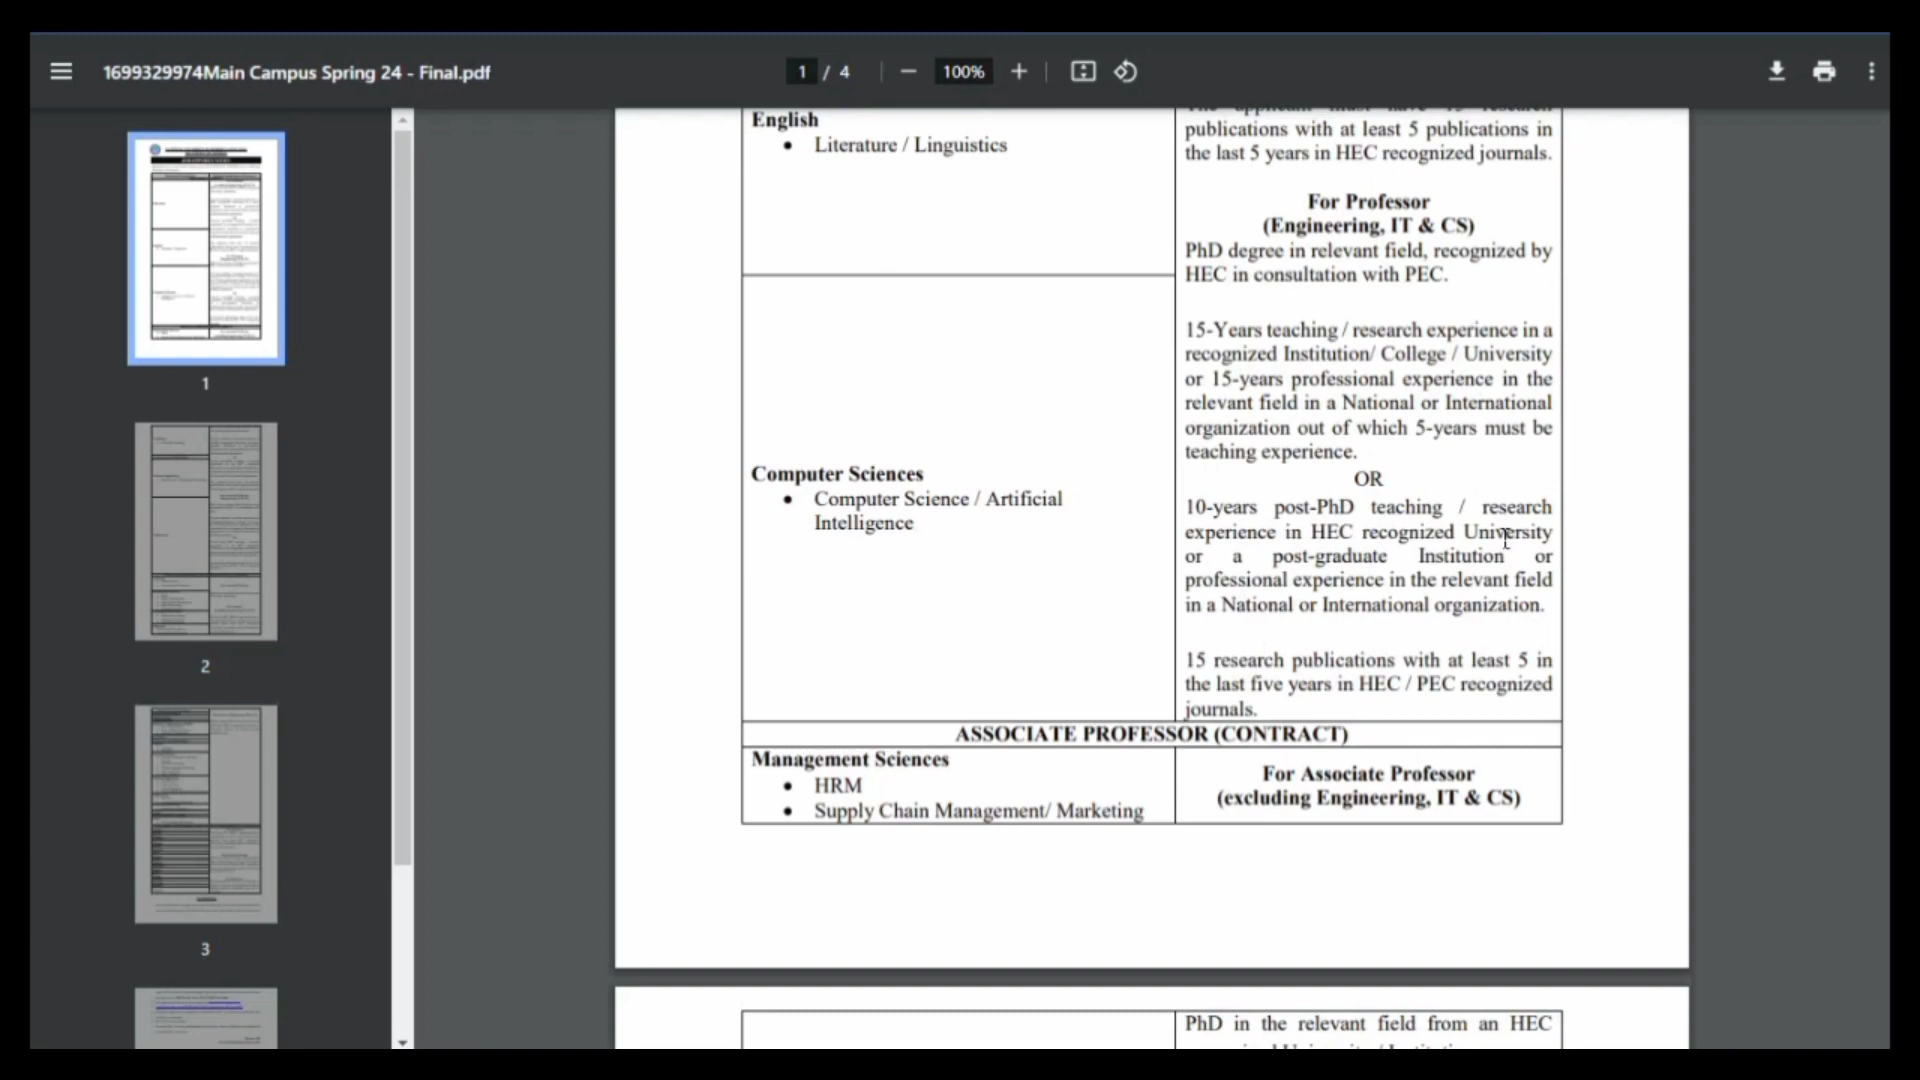 1699329974Main Campus Spring 24 - Final.pdf
1 / 4
100%
1
2
3
English
• Literature / Linguistics
The applicant must have 15 research
publications with at least 5 publications in
the last 5 years in HEC recognized journals.
For Professor
(Engineering, IT & CS)
PhD degree in relevant field, recognized by
HEC in consultation with PEC.
15-Years teaching / research experience in a
recognized Institution/ College / University
or 15-years professional experience in the
relevant field in a National or International
organization out of which 5-years must be
teaching experience.
OR
10-years post-PhD teaching / research
experience in HEC recognized University
or a post-graduate Institution or
professional experience in the relevant field
in a National or International organization.
15 research publications with at least 5 in
the last five years in HEC / PEC recognized
journals.
Computer Sciences
• Computer Science / Artificial
Intelligence
ASSOCIATE PROFESSOR (CONTRACT)
Management Sciences
• HRM
• Supply Chain Management/ Marketing
For Associate Professor
(excluding Engineering, IT & CS)
PhD in the relevant field from an HEC